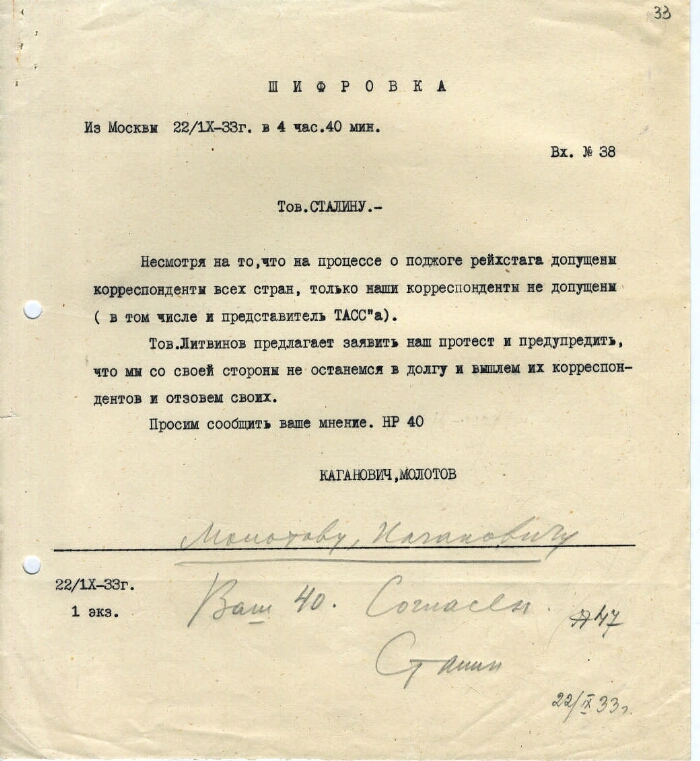 33
Ш И Ф Р О В К А
Из Москвы 22/IX-33г. в 4 час.40 мин.
Вх. № 38
Тов.СТАЛИНУ.-
Несмотря на то,что на процессе о поджоге рейхстага допущены
корреспонденты всех стран, только наши корреспонденты не допущены
( в том числе и представитель ТАСС"а).
Тов.Литвинов предлагает заявить наш протест и предупредить,
что мы со своей стороны не останемся в долгу и вышлем их корреспон-
дентов и отзовем своих.
Просим сообщить ваше мнение. НР 40
КАГАНОВИЧ,МОЛОТОВ
Молотову, Кагановичу
22/IX-33г.
1 экз.
Ваш 40. Согласен.
47
Сталин
22/IX 33г.